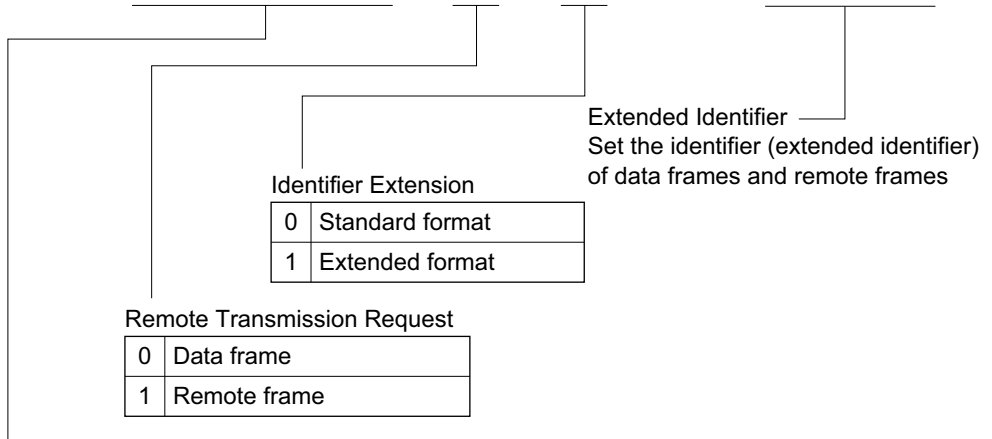 Extended Identifier
Set the identifier (extended identifier)
of data frames and remote frames
Identifier Extension
0 Standard format
1 Extended format
Remote Transmission Request
0 Data frame
1 Remote frame